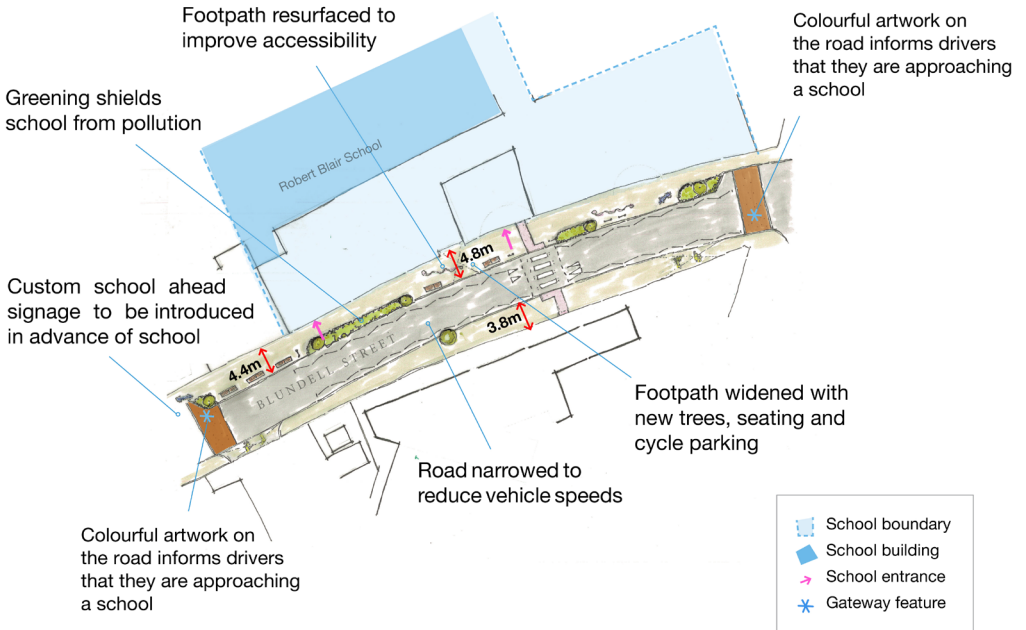 Footpath resurfaced to
improve accessibility
Colourful artwork on
the road informs drivers
that they are approaching
a school
Greening shields
school from pollution
Robert Blair School
4.8m
Custom school ahead
signage to be introduced
in advance of school
3.8m
4.4m
BLUNDELL STREET
Footpath widened with
new trees, seating and
cycle parking
Road narrowed to
reduce vehicle speeds
Colourful artwork on
the road informs drivers
that they are approaching
a school
School boundary
School building
School entrance
Gateway feature